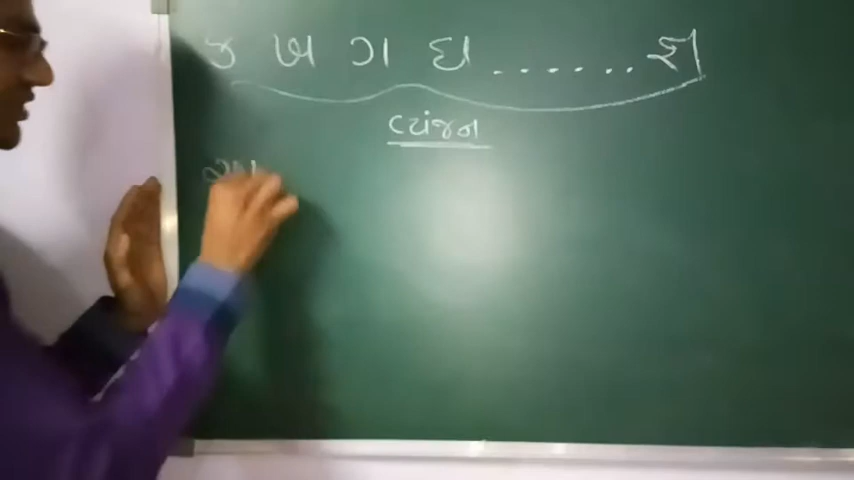 ક ખ ગ ઘ ....... જ્ઞ
વ્યંજન